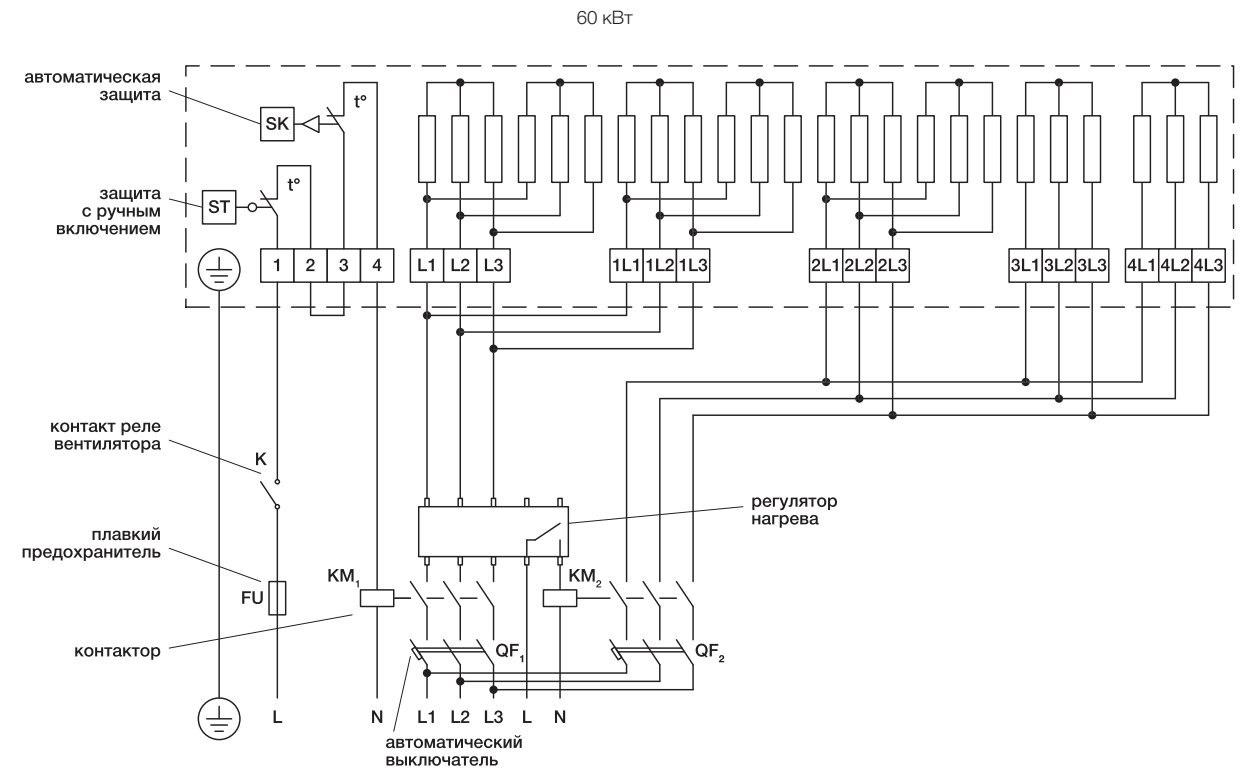 60 кВт
автоматическая
защита
SK
t°
защита
с ручным
включением
ST
t°
1 2 3 4 L1 L2 L3 1L1 1L2 1L3 2L1 2L2 2L3 3L1 3L2 3L3 4L1 4L2 4L3
контакт реле
вентилятора
K
регулятор
нагрева
плавкий
предохранитель
FU
KM1
KM2
контактор
QF1
QF2
L N L1 L2 L3 L N
автоматический
выключатель